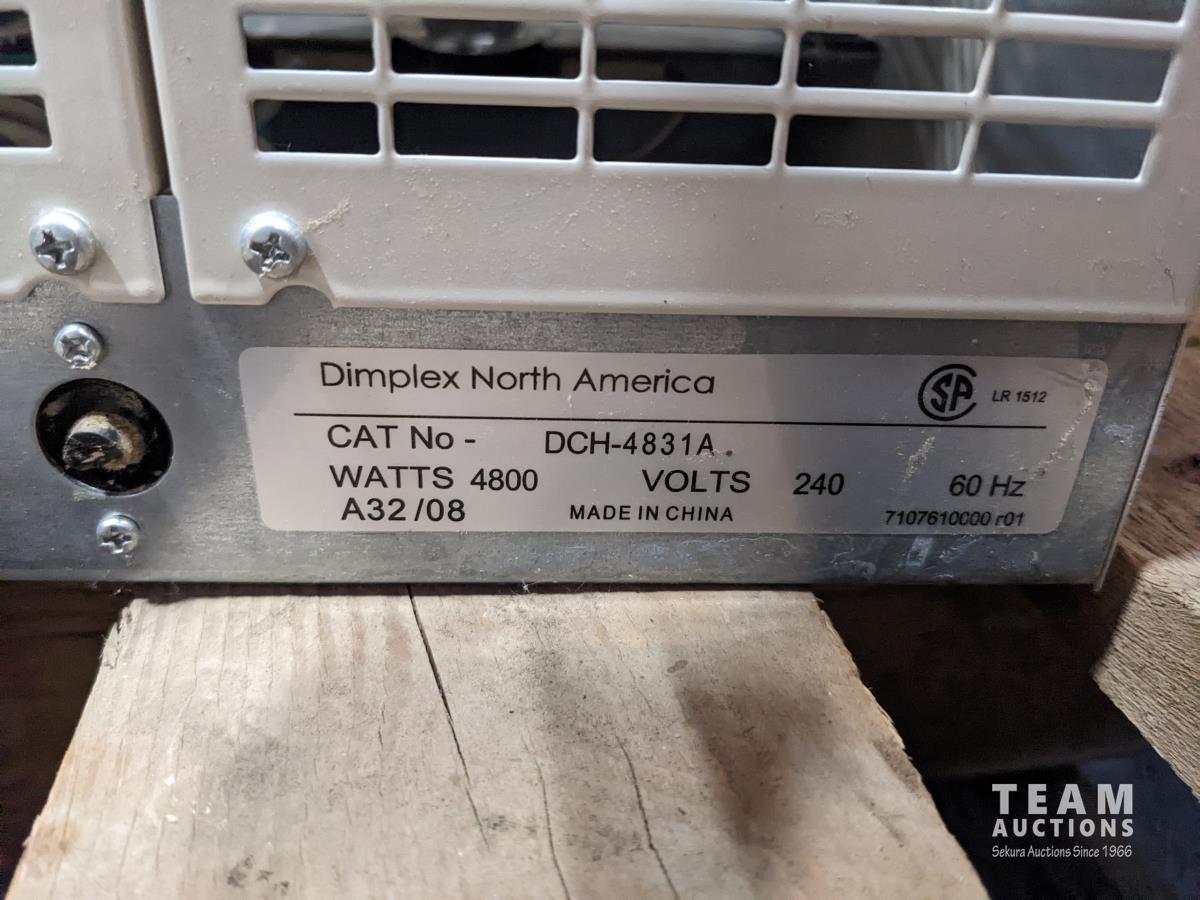 Dimplex North America
SP LR 1512
CAT No - DCH-4831A
WATTS 4800 VOLTS 240 60 Hz
A32/08 MADE IN CHINA 7107610000 r01
TEAM
AUCTIONS
Sekura Auctions Since 1966